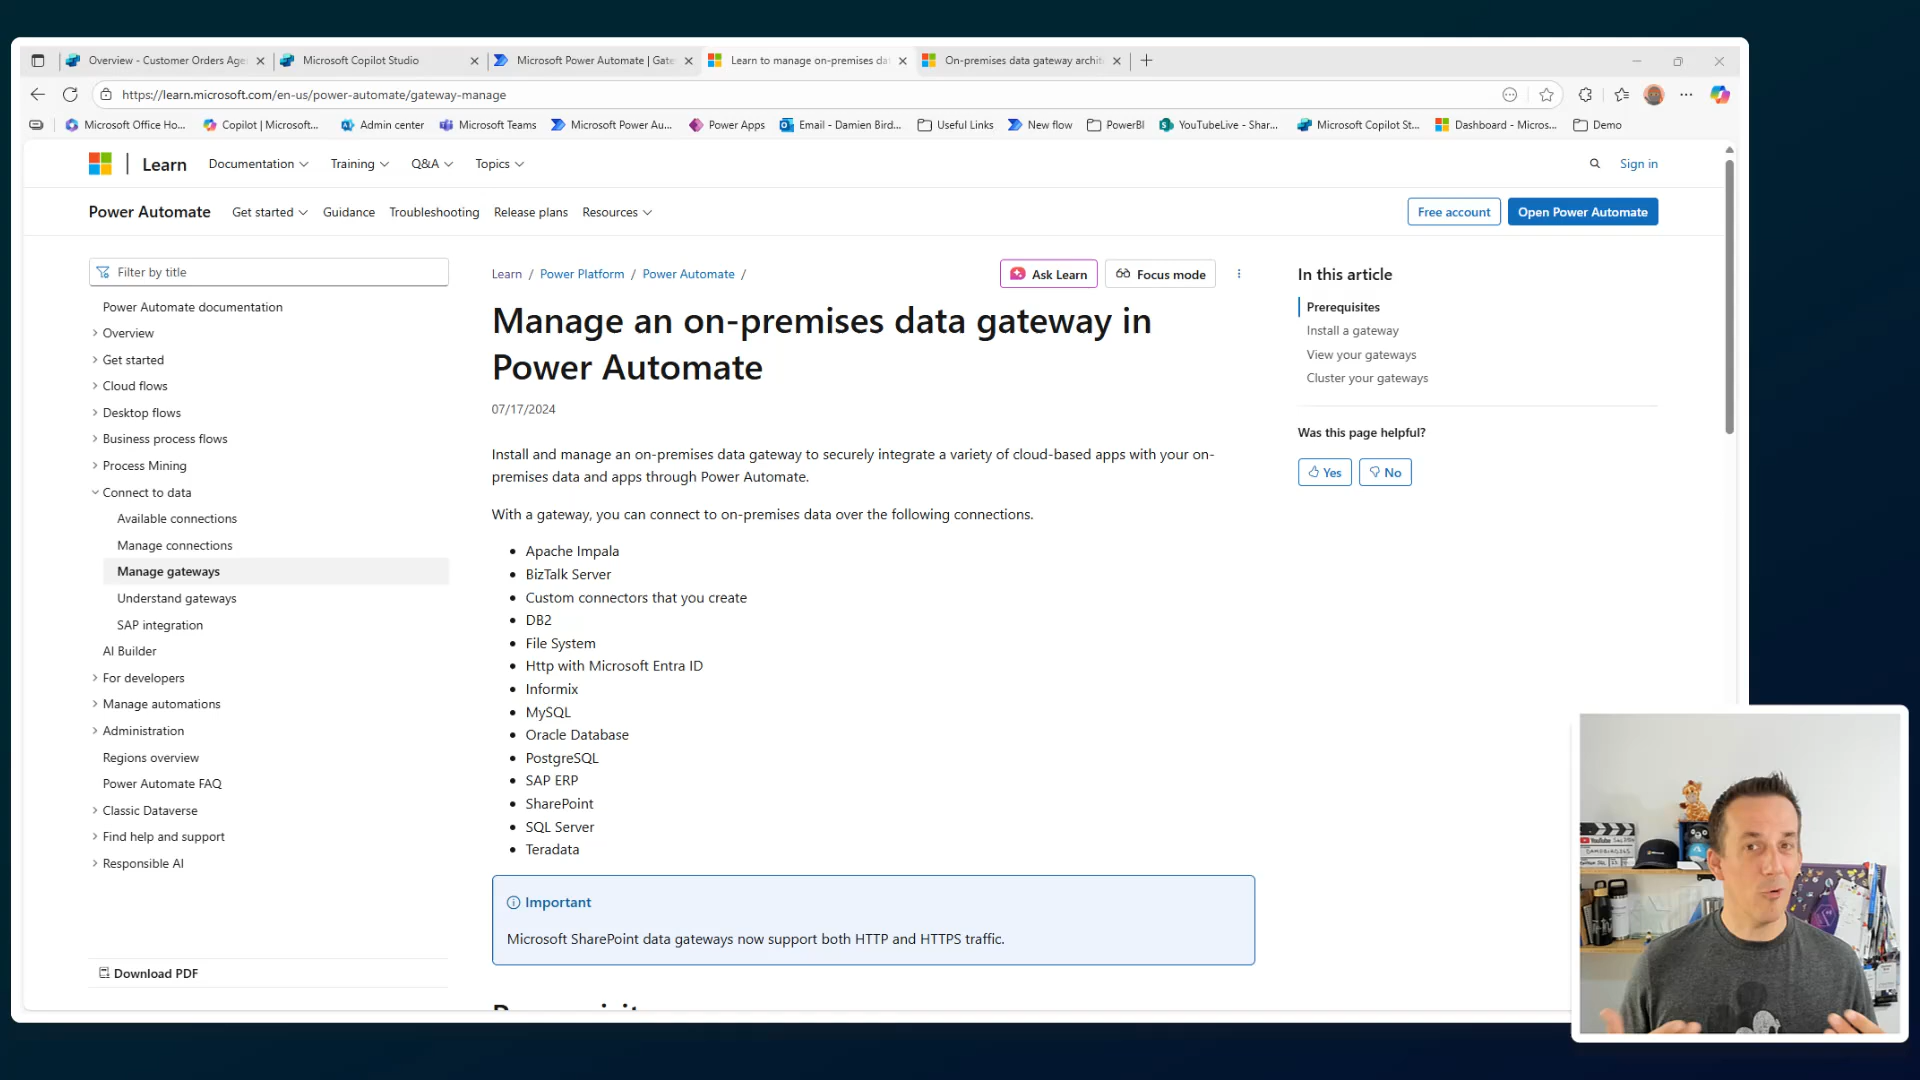 Overview - Customer Orders Age
Microsoft Copilot Studio
Microsoft Power Automate | Gate
Learn to manage on-premises dat
On-premises data gateway archit
https://learn.microsoft.com/en-us/power-automate/gateway-manage
Microsoft Office Ho...
Copilot | Microsoft...
Admin center
Microsoft Teams
Microsoft Power Au...
Power Apps
Email - Damien Bird...
Useful Links
New flow
PowerBI
YouTubeLive - Shar...
Microsoft Copilot St...
Dashboard - Micros...
Demo
Learn
Documentation
Training
Q&A
Topics
Sign in
Power Automate
Get started
Guidance
Troubleshooting
Release plans
Resources
Free account
Open Power Automate
Filter by title
Power Automate documentation
Overview
Get started
Cloud flows
Desktop flows
Business process flows
Process Mining
Connect to data
Available connections
Manage connections
Manage gateways
Understand gateways
SAP integration
AI Builder
For developers
Manage automations
Administration
Regions overview
Power Automate FAQ
Classic Dataverse
Find help and support
Responsible AI
Download PDF
Learn / Power Platform / Power Automate /
Ask Learn
Focus mode
Manage an on-premises data gateway in
Power Automate
07/17/2024
Install and manage an on-premises data gateway to securely integrate a variety of cloud-based apps with your on-
premises data and apps through Power Automate.
With a gateway, you can connect to on-premises data over the following connections.
Apache Impala
BizTalk Server
Custom connectors that you create
DB2
File System
Http with Microsoft Entra ID
Informix
MySQL
Oracle Database
PostgreSQL
SAP ERP
SharePoint
SQL Server
Teradata
Important
Microsoft SharePoint data gateways now support both HTTP and HTTPS traffic.
In this article
Prerequisites
Install a gateway
View your gateways
Cluster your gateways
Was this page helpful?
Yes
No